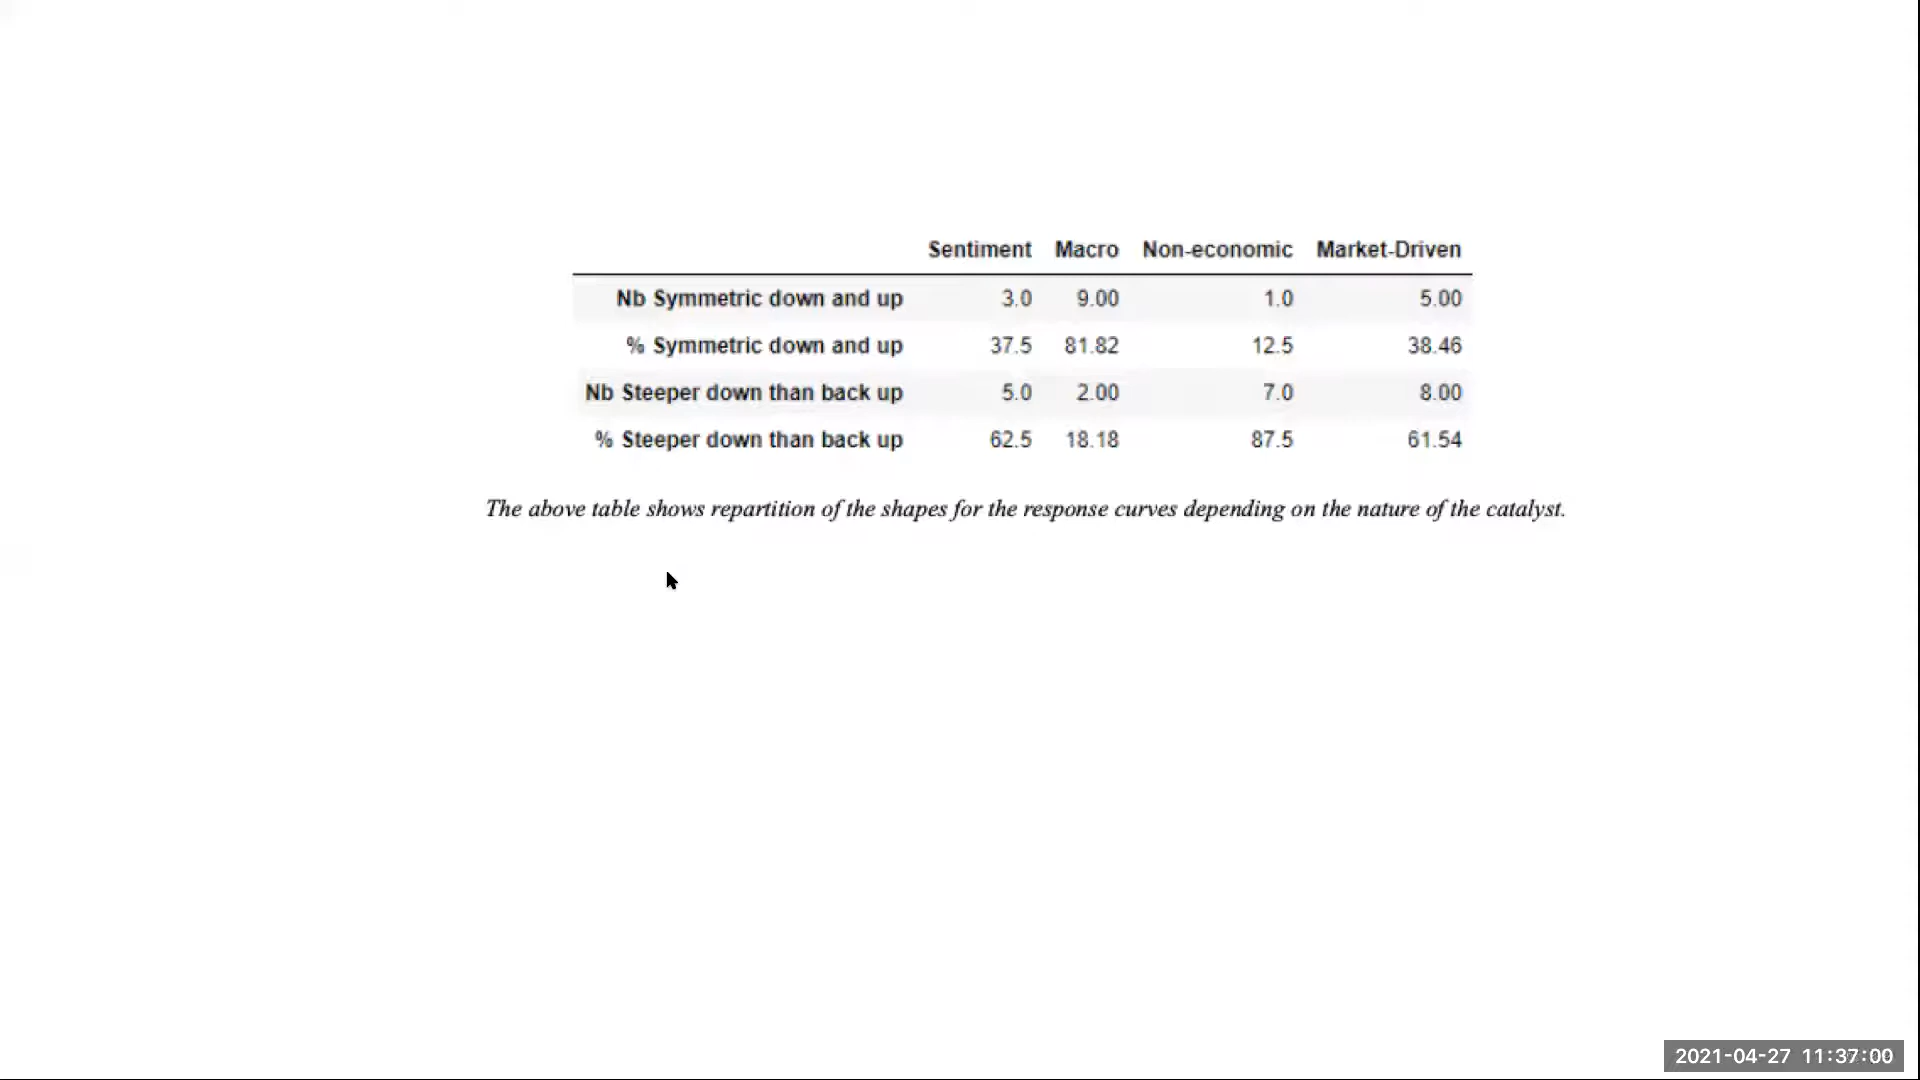 Sentiment Macro Non-economic Market-Driven
Nb Symmetric down and up 3.0 9.00 1.0 5.00
% Symmetric down and up 37.5 81.82 12.5 38.46
Nb Steeper down than back up 5.0 2.00 7.0 8.00
% Steeper down than back up 62.5 18.18 87.5 61.54
The above table shows repartition of the shapes for the response curves depending on the nature of the catalyst.
2021-04-27 11:37:00